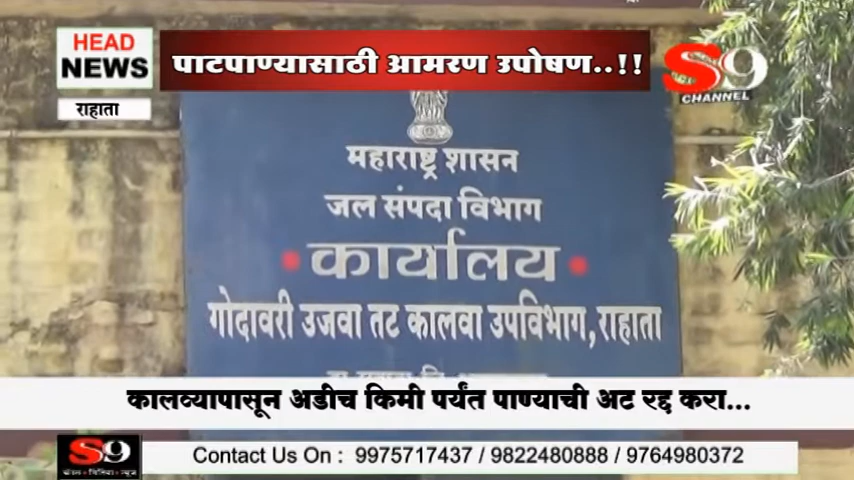 HEAD
NEWS
राहाता
पाटपाण्यासाठी आमरण उपोषण..!!
S9
CHANNEL
महाराष्ट्र शासन
जल संपदा विभाग
कार्यालय
गोदावरी उजवा तट कालवा उपविभाग, राहाता
कालव्यापासून अडीच किमी पर्यंत पाण्याची अट रद्द करा...
S9
Contact Us On : 9975717437 / 9822480888 / 9764980372